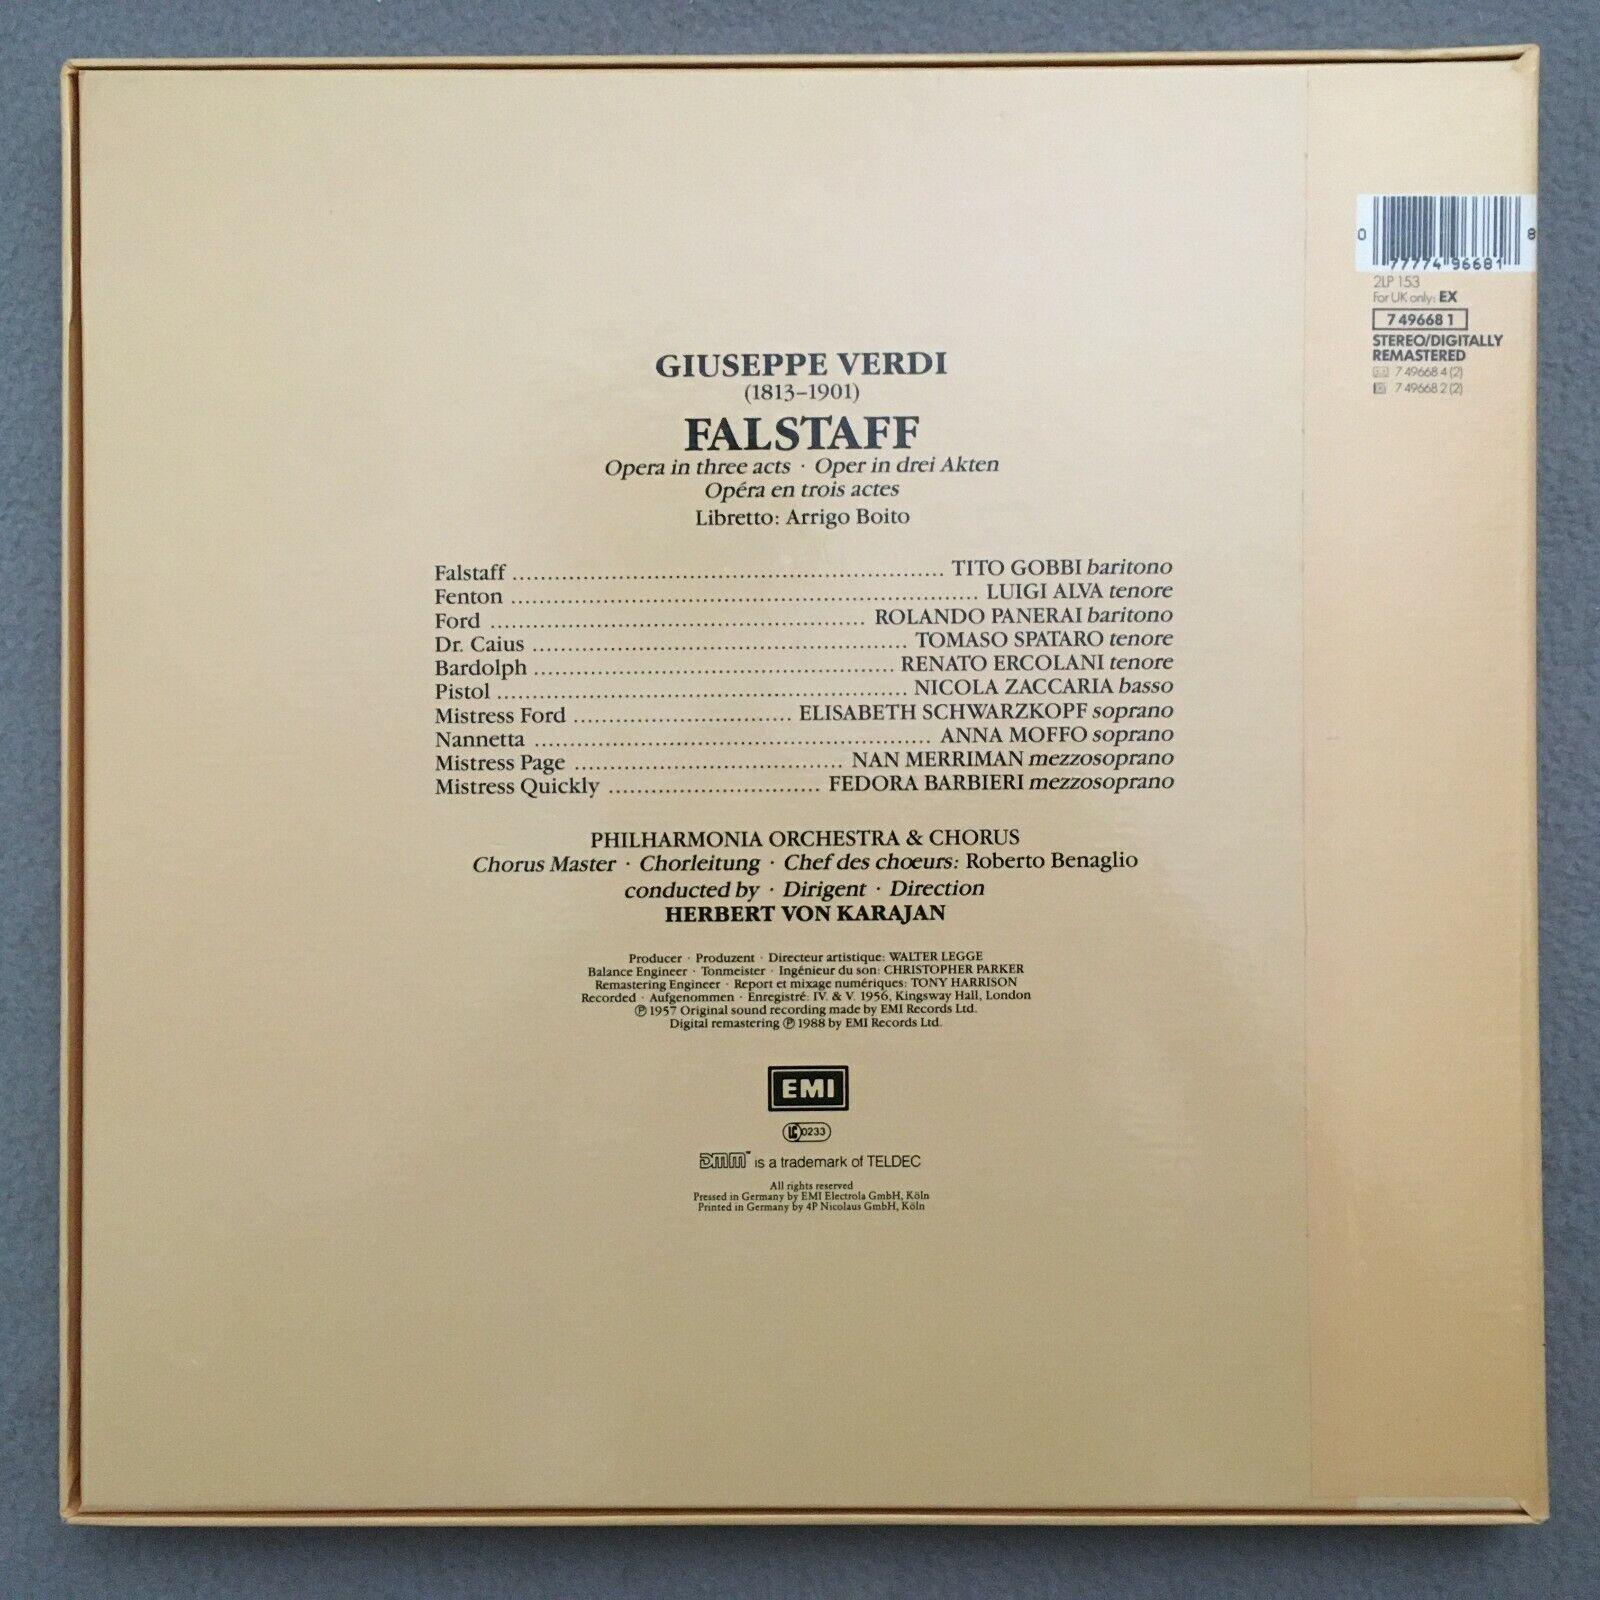 GIUSEPPE VERDI
(1813–1901)
FALSTAFF
Opera in three acts · Oper in drei Akten
Opéra en trois actes
Libretto: Arrigo Boito
Falstaff ............................................................. TITO GOBBI baritono
Fenton .................................................................. LUIGI ALVA tenore
Ford ..................................................... ROLANDO PANERAI baritono
Dr. Caius ..................................................... TOMASO SPATARO tenore
Bardolph ................................................... RENATO ERCOLANI tenore
Pistol .......................................................... NICOLA ZACCARIA basso
Mistress Ford ............................... ELISABETH SCHWARZKOPF soprano
Nannetta ........................................................ ANNA MOFFO soprano
Mistress Page ...................................... NAN MERRIMAN mezzosoprano
Mistress Quickly .............................. FEDORA BARBIERI mezzosoprano
PHILHARMONIA ORCHESTRA & CHORUS
Chorus Master · Chorleitung · Chef des chœurs: Roberto Benaglio
conducted by · Dirigent · Direction
HERBERT VON KARAJAN
Producer · Produzent · Directeur artistique: WALTER LEGGE
Balance Engineer · Tonmeister · Ingénieur du son: CHRISTOPHER PARKER
Remastering Engineer · Report et mixage numériques: TONY HARRISON
Recorded · Aufgenommen · Enregistré: IV. & V. 1956, Kingsway Hall, London
℗ 1957 Original sound recording made by EMI Records Ltd.
Digital remastering ℗ 1988 by EMI Records Ltd.
EMI
LC 0233
DMM™ is a trademark of TELDEC
All rights reserved
Pressed in Germany by EMI Electrola GmbH, Köln
Printed in Germany by 4P Nicolaus GmbH, Köln
0 77774 96681 8
2LP 153
For UK only: EX
7 49668 1
STEREO/DIGITALLY
REMASTERED
7 49668 4 (2)
7 49668 2 (2)